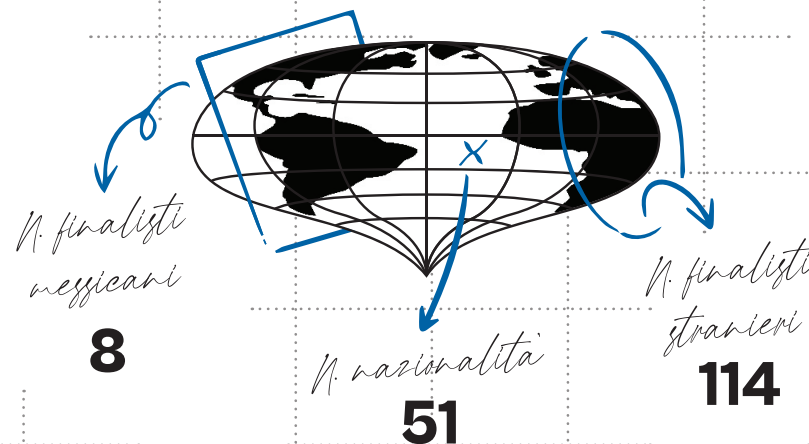 N. finalisti
messicani
8
N. nazionalità
51
N. finalisti
stranieri
114